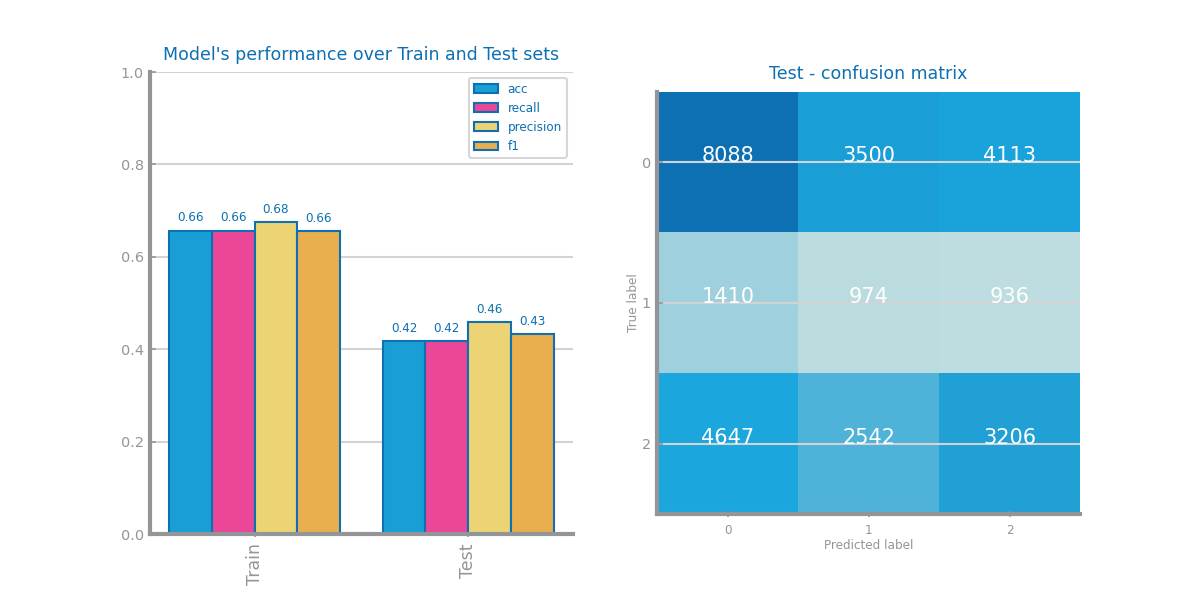 Model's performance over Train and Test sets
1.0
0.8
0.6
0.4
0.2
0.0
acc
recall
precision
f1
0.66 0.66 0.68 0.66
0.42 0.42 0.46 0.43
Train Test
Test - confusion matrix
True label
0 8088 3500 4113
1 1410 974 936
2 4647 2542 3206
0 1 2
Predicted label